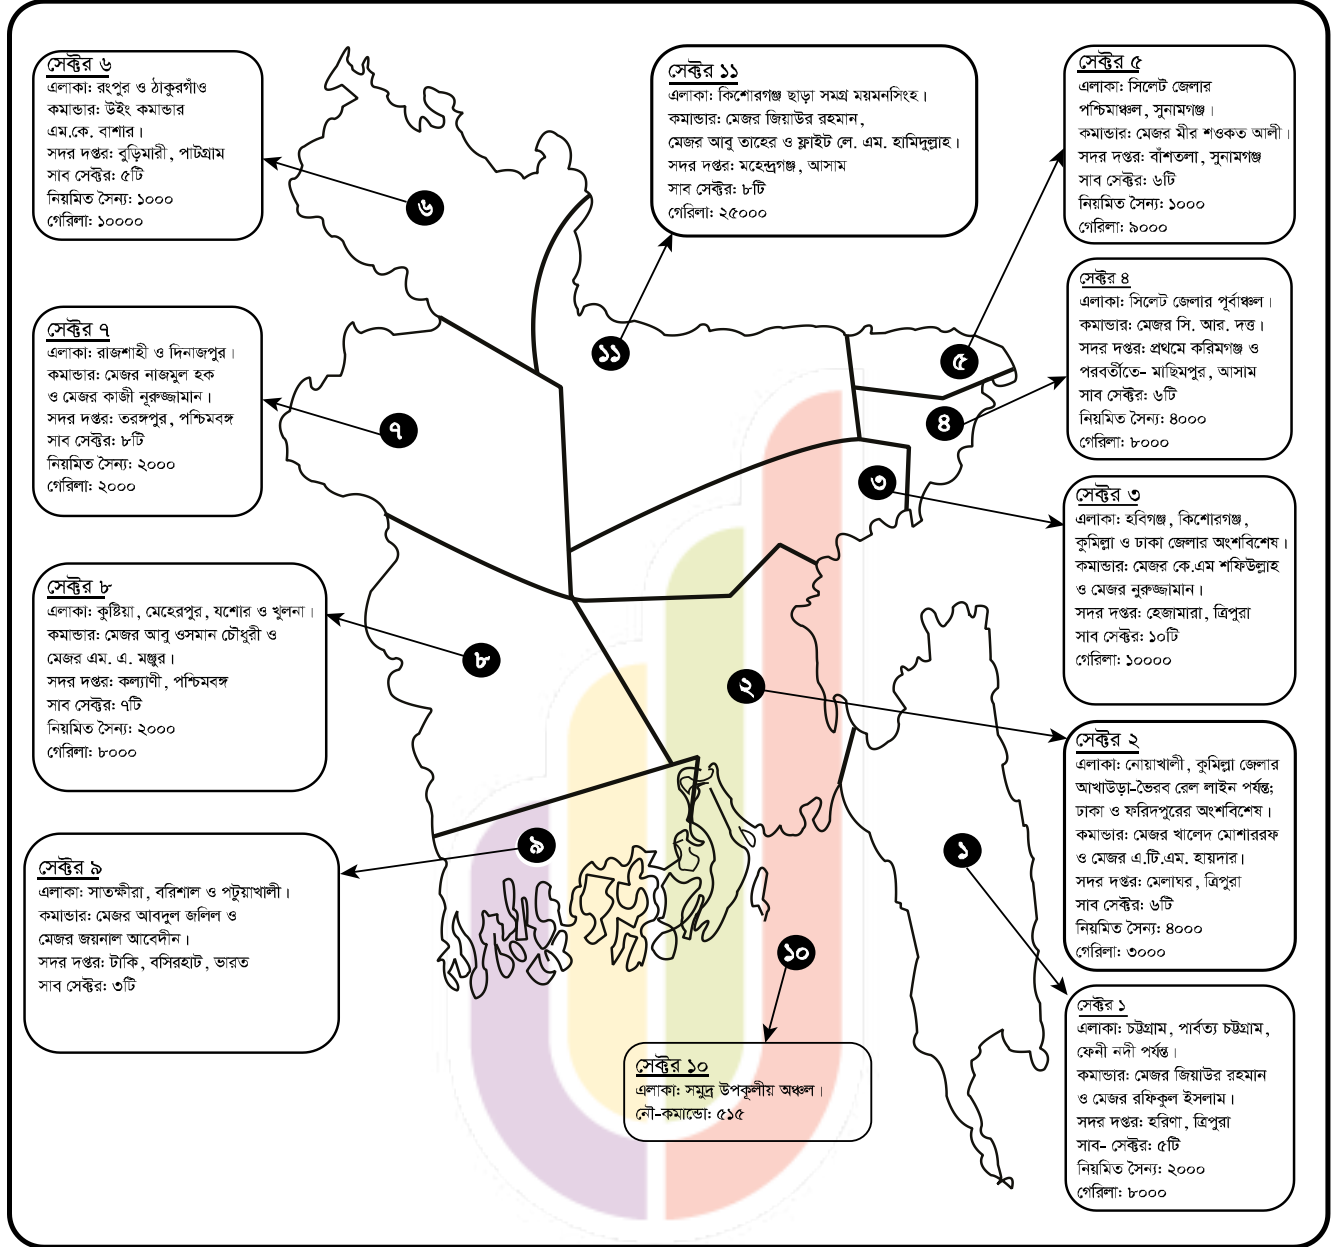 সেক্টর ৬
এলাকা: রংপুর ও ঠাকুরগাঁও
কমান্ডার: উইং কমান্ডার
এম.কে. বাশার।
সদর দপ্তর: বুড়িমারী, পাটগ্রাম
সাব সেক্টর: ৫টি
নিয়মিত সৈন্য: ১০০০
গেরিলা: ১০০০০
সেক্টর ১১
এলাকা: কিশোরগঞ্জ ছাড়া সমগ্র ময়মনসিংহ।
কমান্ডার: মেজর জিয়াউর রহমান,
মেজর আবু তাহের ও ফ্লাইট লে. এম. হামিদুল্লাহ।
সদর দপ্তর: মহেন্দ্রগঞ্জ, আসাম
সাব সেক্টর: ৮টি
গেরিলা: ২৫০০০
সেক্টর ৫
এলাকা: সিলেট জেলার
পশ্চিমাঞ্চল, সুনামগঞ্জ।
কমান্ডার: মেজর মীর শওকত আলী।
সদর দপ্তর: বাঁশতলা, সুনামগঞ্জ
সাব সেক্টর: ৬টি
নিয়মিত সৈন্য: ১০০০
গেরিলা: ৯০০০
সেক্টর ৪
এলাকা: সিলেট জেলার পূর্বাঞ্চল।
কমান্ডার: মেজর সি. আর. দত্ত।
সদর দপ্তর: প্রথমে করিমগঞ্জ ও
পরবর্তীতে- মাছিমপুর, আসাম
সাব সেক্টর: ৬টি
নিয়মিত সৈন্য: ৪০০০
গেরিলা: ৮০০০
সেক্টর ৭
এলাকা: রাজশাহী ও দিনাজপুর।
কমান্ডার: মেজর নাজমুল হক
ও মেজর কাজী নূরুজ্জামান।
সদর দপ্তর: তরঙ্গপুর, পশ্চিমবঙ্গ
সাব সেক্টর: ৮টি
নিয়মিত সৈন্য: ২০০০
গেরিলা: ২০০০
সেক্টর ৩
এলাকা: হবিগঞ্জ, কিশোরগঞ্জ,
কুমিল্লা ও ঢাকা জেলার অংশবিশেষ।
কমান্ডার: মেজর কে.এম শফিউল্লাহ
ও মেজর নুরুজ্জামান।
সদর দপ্তর: হেজামারা, ত্রিপুরা
সাব সেক্টর: ১০টি
গেরিলা: ১০০০০
সেক্টর ৮
এলাকা: কুষ্টিয়া, মেহেরপুর, যশোর ও খুলনা।
কমান্ডার: মেজর আবু ওসমান চৌধুরী ও
মেজর এম. এ. মঞ্জুর।
সদর দপ্তর: কল্যাণী, পশ্চিমবঙ্গ
সাব সেক্টর: ৭টি
নিয়মিত সৈন্য: ২০০০
গেরিলা: ৮০০০
সেক্টর ২
এলাকা: নোয়াখালী, কুমিল্লা জেলার
আখাউড়া-ভৈরব রেল লাইন পর্যন্ত;
ঢাকা ও ফরিদপুরের অংশবিশেষ।
কমান্ডার: মেজর খালেদ মোশাররফ
ও মেজর এ.টি.এম. হায়দার।
সদর দপ্তর: মেলাঘর, ত্রিপুরা
সাব সেক্টর: ৬টি
নিয়মিত সৈন্য: ৪০০০
গেরিলা: ৩০০০
সেক্টর ৯
এলাকা: সাতক্ষীরা, বরিশাল ও পটুয়াখালী।
কমান্ডার: মেজর আবদুল জলিল ও
মেজর জয়নাল আবেদীন।
সদর দপ্তর: টাকি, বসিরহাট, ভারত
সাব সেক্টর: ৩টি
সেক্টর ১০
এলাকা: সমুদ্র উপকূলীয় অঞ্চল।
নৌ-কমান্ডো: ৫১৫
সেক্টর ১
এলাকা: চট্টগ্রাম, পার্বত্য চট্টগ্রাম,
ফেনী নদী পর্যন্ত।
কমান্ডার: মেজর জিয়াউর রহমান
ও মেজর রফিকুল ইসলাম।
সদর দপ্তর: হরিণা, ত্রিপুরা
সাব- সেক্টর: ৫টি
নিয়মিত সৈন্য: ২০০০
গেরিলা: ৮০০০
৬
১১
৫
৭
৪
৩
৮
২
৯
১
১০